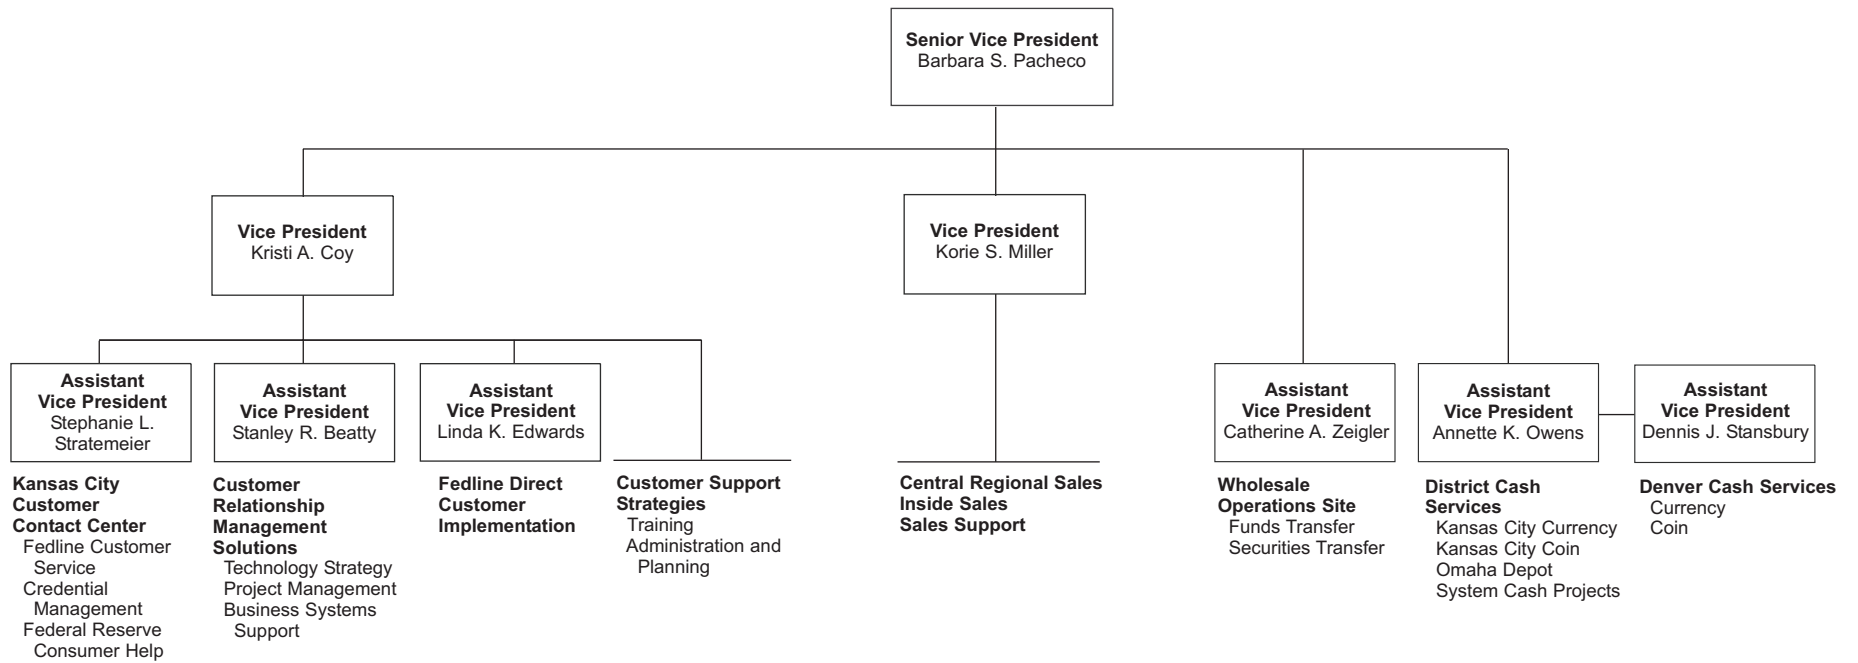 Senior Vice President
Barbara S. Pacheco
Vice President
Kristi A. Coy
Vice President
Korie S. Miller
Assistant
Vice President
Stephanie L.
Stratemeier
Assistant
Vice President
Stanley R. Beatty
Assistant
Vice President
Linda K. Edwards
Assistant
Vice President
Catherine A. Zeigler
Assistant
Vice President
Annette K. Owens
Assistant
Vice President
Dennis J. Stansbury
Kansas City
Customer
Contact Center
Fedline Customer
Service
Credential
Management
Federal Reserve
Consumer Help
Customer
Relationship
Management
Solutions
Technology Strategy
Project Management
Business Systems
Support
Fedline Direct
Customer
Implementation
Customer Support
Strategies
Training
Administration and
Planning
Central Regional Sales
Inside Sales
Sales Support
Wholesale
Operations Site
Funds Transfer
Securities Transfer
District Cash
Services
Kansas City Currency
Kansas City Coin
Omaha Depot
System Cash Projects
Denver Cash Services
Currency
Coin